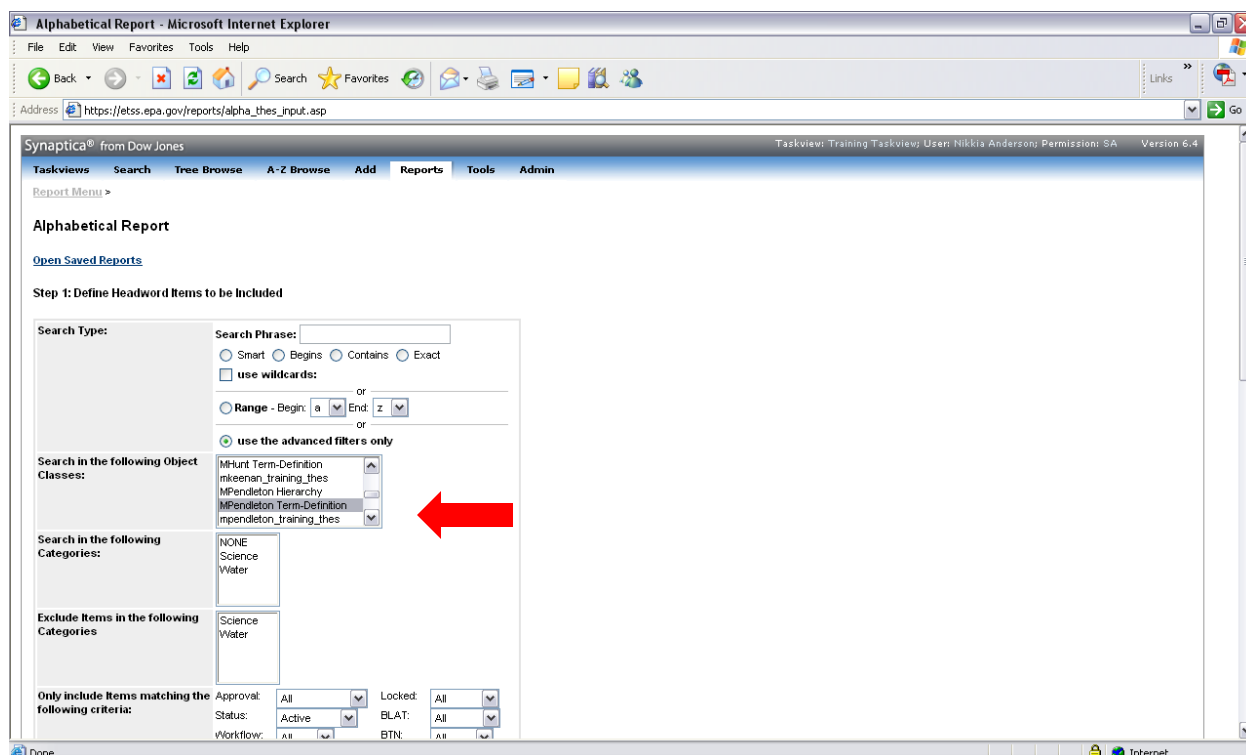 Alphabetical Report - Microsoft Internet Explorer
File Edit View Favorites Tools Help
Back Search Favorites Links »
Address https://etss.epa.gov/reports/alpha_thes_input.asp Go
Synaptica® from Dow Jones Taskview: Training Taskview; User: Nikkia Anderson; Permission: SA Version 6.4
Taskviews Search Tree Browse A-Z Browse Add Reports Tools Admin
Report Menu >
Alphabetical Report
Open Saved Reports
Step 1: Define Headword Items to be Included
Search Type: Search Phrase:
Smart Begins Contains Exact
use wildcards:
or
Range - Begin: a End: z
or
use the advanced filters only
Search in the following Object Classes:
MHunt Term-Definition
mkeenan_training_thes
MPendleton Hierarchy
MPendleton Term-Definition
mpendleton_training_thes
Search in the following Categories:
NONE
Science
Water
Exclude Items in the following Categories
Science
Water
Only include Items matching the following criteria:
Approval: All Locked: All
Status: Active BLAT: All
Workflow: All BTN: All
Done Internet